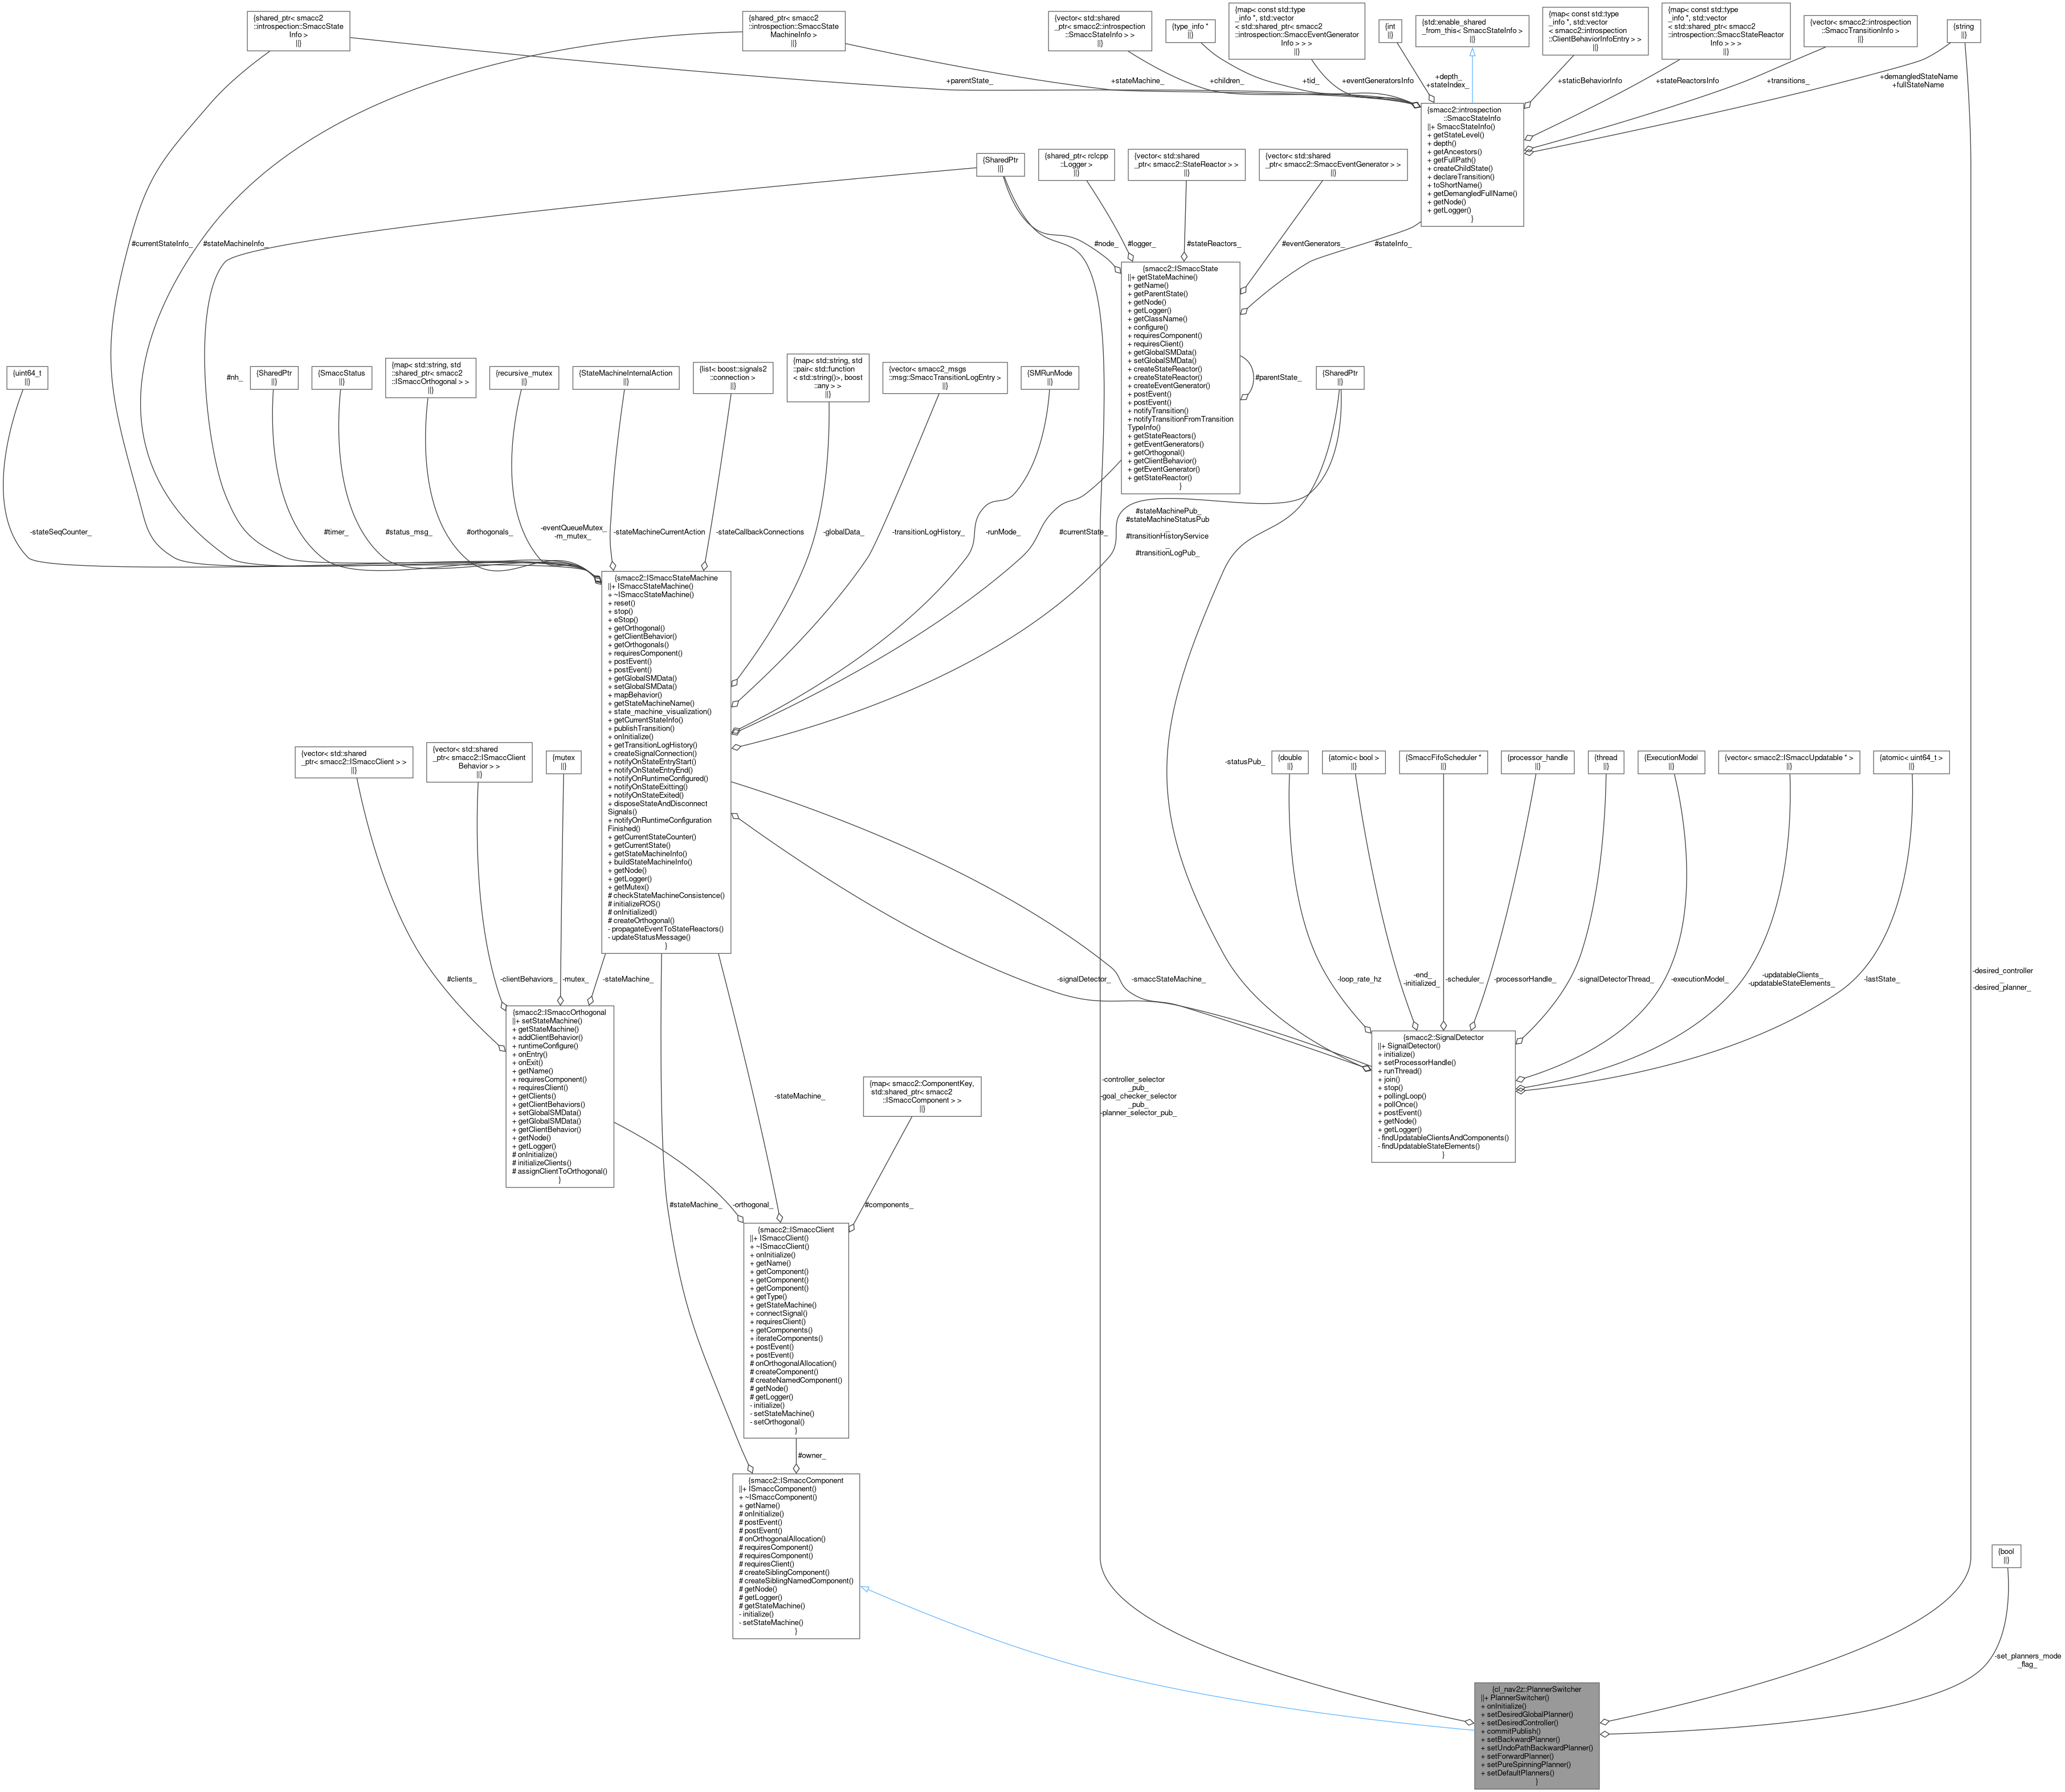 {shared_ptr< smacc2
::introspection::SmaccState
Info >
||}
{shared_ptr< smacc2
::introspection::SmaccState
MachineInfo >
||}
{vector< std::shared
_ptr< smacc2::introspection
::SmaccStateInfo > >
||}
{type_info *
||}
{map< const std::type
_info *, std::vector
< std::shared_ptr< smacc2
::introspection::SmaccEventGenerator
Info > > >
||}
{int
||}
{std::enable_shared
_from_this< SmaccStateInfo >
||}
{map< const std::type
_info *, std::vector
< smacc2::introspection
::ClientBehaviorInfoEntry > >
||}
{map< const std::type
_info *, std::vector
< std::shared_ptr< smacc2
::introspection::SmaccStateReactor
Info > > >
||}
{vector< smacc2::introspection
::SmaccTransitionInfo >
||}
{string
||}
+parentState_
+stateMachine_
+children_
+tid_
+eventGeneratorsInfo
+depth_
+stateIndex_
+staticBehaviorInfo
+stateReactorsInfo
+transitions_
+demangledStateName
+fullStateName
{smacc2::introspection
::SmaccStateInfo
||+ SmaccStateInfo()
+ getStateLevel()
+ depth()
+ getAncestors()
+ getFullPath()
+ createChildState()
+ declareTransition()
+ toShortName()
+ getDemangledFullName()
+ getNode()
+ getLogger()
}
{SharedPtr
||}
{shared_ptr< rclcpp
::Logger >
||}
{vector< std::shared
_ptr< smacc2::StateReactor > >
||}
{vector< std::shared
_ptr< smacc2::SmaccEventGenerator > >
||}
#currentStateInfo_
#stateMachineInfo_
#node_
#logger_
#stateReactors_
#eventGenerators_
#stateInfo_
{smacc2::ISmaccState
||+ getStateMachine()
+ getName()
+ getParentState()
+ getNode()
+ getLogger()
+ getClassName()
+ configure()
+ requiresComponent()
+ requiresClient()
+ getGlobalSMData()
+ setGlobalSMData()
+ createStateReactor()
+ createStateReactor()
+ createEventGenerator()
+ postEvent()
+ postEvent()
+ notifyTransition()
+ notifyTransitionFromTransition
TypeInfo()
+ getStateReactors()
+ getEventGenerators()
+ getOrthogonal()
+ getClientBehavior()
+ getEventGenerator()
+ getStateReactor()
}
#parentState_
{uint64_t
||}
#nh_
{SharedPtr
||}
{SmaccStatus
||}
{map< std::string, std
::shared_ptr< smacc2
::ISmaccOrthogonal > >
||}
{recursive_mutex
||}
{StateMachineInternalAction
||}
{list< boost::signals2
::connection >
||}
{map< std::string, std
::pair< std::function
< std::string()>, boost
::any > >
||}
{vector< smacc2_msgs
::msg::SmaccTransitionLogEntry >
||}
{SMRunMode
||}
{SharedPtr
||}
-stateSeqCounter_
#timer_
#status_msg_
#orthogonals_
-eventQueueMutex_
-m_mutex_
-stateMachineCurrentAction
-stateCallbackConnections
-globalData_
-transitionLogHistory_
-runMode_
#currentState_
#stateMachinePub_
#stateMachineStatusPub
_
#transitionHistoryService
_
#transitionLogPub_
{smacc2::ISmaccStateMachine
||+ ISmaccStateMachine()
+ ~ISmaccStateMachine()
+ reset()
+ stop()
+ eStop()
+ getOrthogonal()
+ getClientBehavior()
+ getOrthogonals()
+ requiresComponent()
+ postEvent()
+ postEvent()
+ getGlobalSMData()
+ setGlobalSMData()
+ mapBehavior()
+ getStateMachineName()
+ state_machine_visualization()
+ getCurrentStateInfo()
+ publishTransition()
+ onInitialize()
+ getTransitionLogHistory()
+ createSignalConnection()
+ notifyOnStateEntryStart()
+ notifyOnStateEntryEnd()
+ notifyOnRuntimeConfigured()
+ notifyOnStateExitting()
+ notifyOnStateExited()
+ disposeStateAndDisconnect
Signals()
+ notifyOnRuntimeConfiguration
Finished()
+ getCurrentStateCounter()
+ getCurrentState()
+ getStateMachineInfo()
+ buildStateMachineInfo()
+ getNode()
+ getLogger()
+ getMutex()
# checkStateMachineConsistence()
# initializeROS()
# onInitialized()
# createOrthogonal()
- propagateEventToStateReactors()
- updateStatusMessage()
}
{vector< std::shared
_ptr< smacc2::ISmaccClient > >
||}
{vector< std::shared
_ptr< smacc2::ISmaccClient
Behavior > >
||}
{mutex
||}
-statusPub_
{double
||}
{atomic< bool >
||}
{SmaccFifoScheduler *
||}
{processor_handle
||}
{thread
||}
{ExecutionModel
||}
{vector< smacc2::ISmaccUpdatable * >
||}
{atomic< uint64_t >
||}
#clients_
-clientBehaviors_
-mutex_
-stateMachine_
-signalDetector_
-smaccStateMachine_
-loop_rate_hz
-end_
-initialized_
-scheduler_
-processorHandle_
-signalDetectorThread_
-executionModel_
-updatableClients_
-updatableStateElements_
-lastState_
-desired_controller
_
-desired_planner_
{smacc2::ISmaccOrthogonal
||+ setStateMachine()
+ getStateMachine()
+ addClientBehavior()
+ runtimeConfigure()
+ onEntry()
+ onExit()
+ getName()
+ requiresComponent()
+ requiresClient()
+ getClients()
+ getClientBehaviors()
+ setGlobalSMData()
+ getGlobalSMData()
+ getClientBehavior()
+ getNode()
+ getLogger()
# onInitialize()
# initializeClients()
# assignClientToOrthogonal()
}
{smacc2::SignalDetector
||+ SignalDetector()
+ initialize()
+ setProcessorHandle()
+ runThread()
+ join()
+ stop()
+ pollingLoop()
+ pollOnce()
+ postEvent()
+ getNode()
+ getLogger()
- findUpdatableClientsAndComponents()
- findUpdatableStateElements()
}
-stateMachine_
{map< smacc2::ComponentKey,
std::shared_ptr< smacc2
::ISmaccComponent > >
||}
-controller_selector
_pub_
-goal_checker_selector
_pub_
-planner_selector_pub_
#stateMachine_
-orthogonal_
#components_
{smacc2::ISmaccClient
||+ ISmaccClient()
+ ~ISmaccClient()
+ onInitialize()
+ getName()
+ getComponent()
+ getComponent()
+ getComponent()
+ getType()
+ getStateMachine()
+ connectSignal()
+ requiresClient()
+ getComponents()
+ iterateComponents()
+ postEvent()
+ postEvent()
# onOrthogonalAllocation()
# createComponent()
# createNamedComponent()
# getNode()
# getLogger()
- initialize()
- setStateMachine()
- setOrthogonal()
}
#owner_
{smacc2::ISmaccComponent
||+ ISmaccComponent()
+ ~ISmaccComponent()
+ getName()
# onInitialize()
# postEvent()
# postEvent()
# onOrthogonalAllocation()
# requiresComponent()
# requiresComponent()
# requiresClient()
# createSiblingComponent()
# createSiblingNamedComponent()
# getNode()
# getLogger()
# getStateMachine()
- initialize()
- setStateMachine()
}
{bool
||}
-set_planners_mode
_flag_
{cl_nav2z::PlannerSwitcher
||+ PlannerSwitcher()
+ onInitialize()
+ setDesiredGlobalPlanner()
+ setDesiredController()
+ commitPublish()
+ setBackwardPlanner()
+ setUndoPathBackwardPlanner()
+ setForwardPlanner()
+ setPureSpinningPlanner()
+ setDefaultPlanners()
}